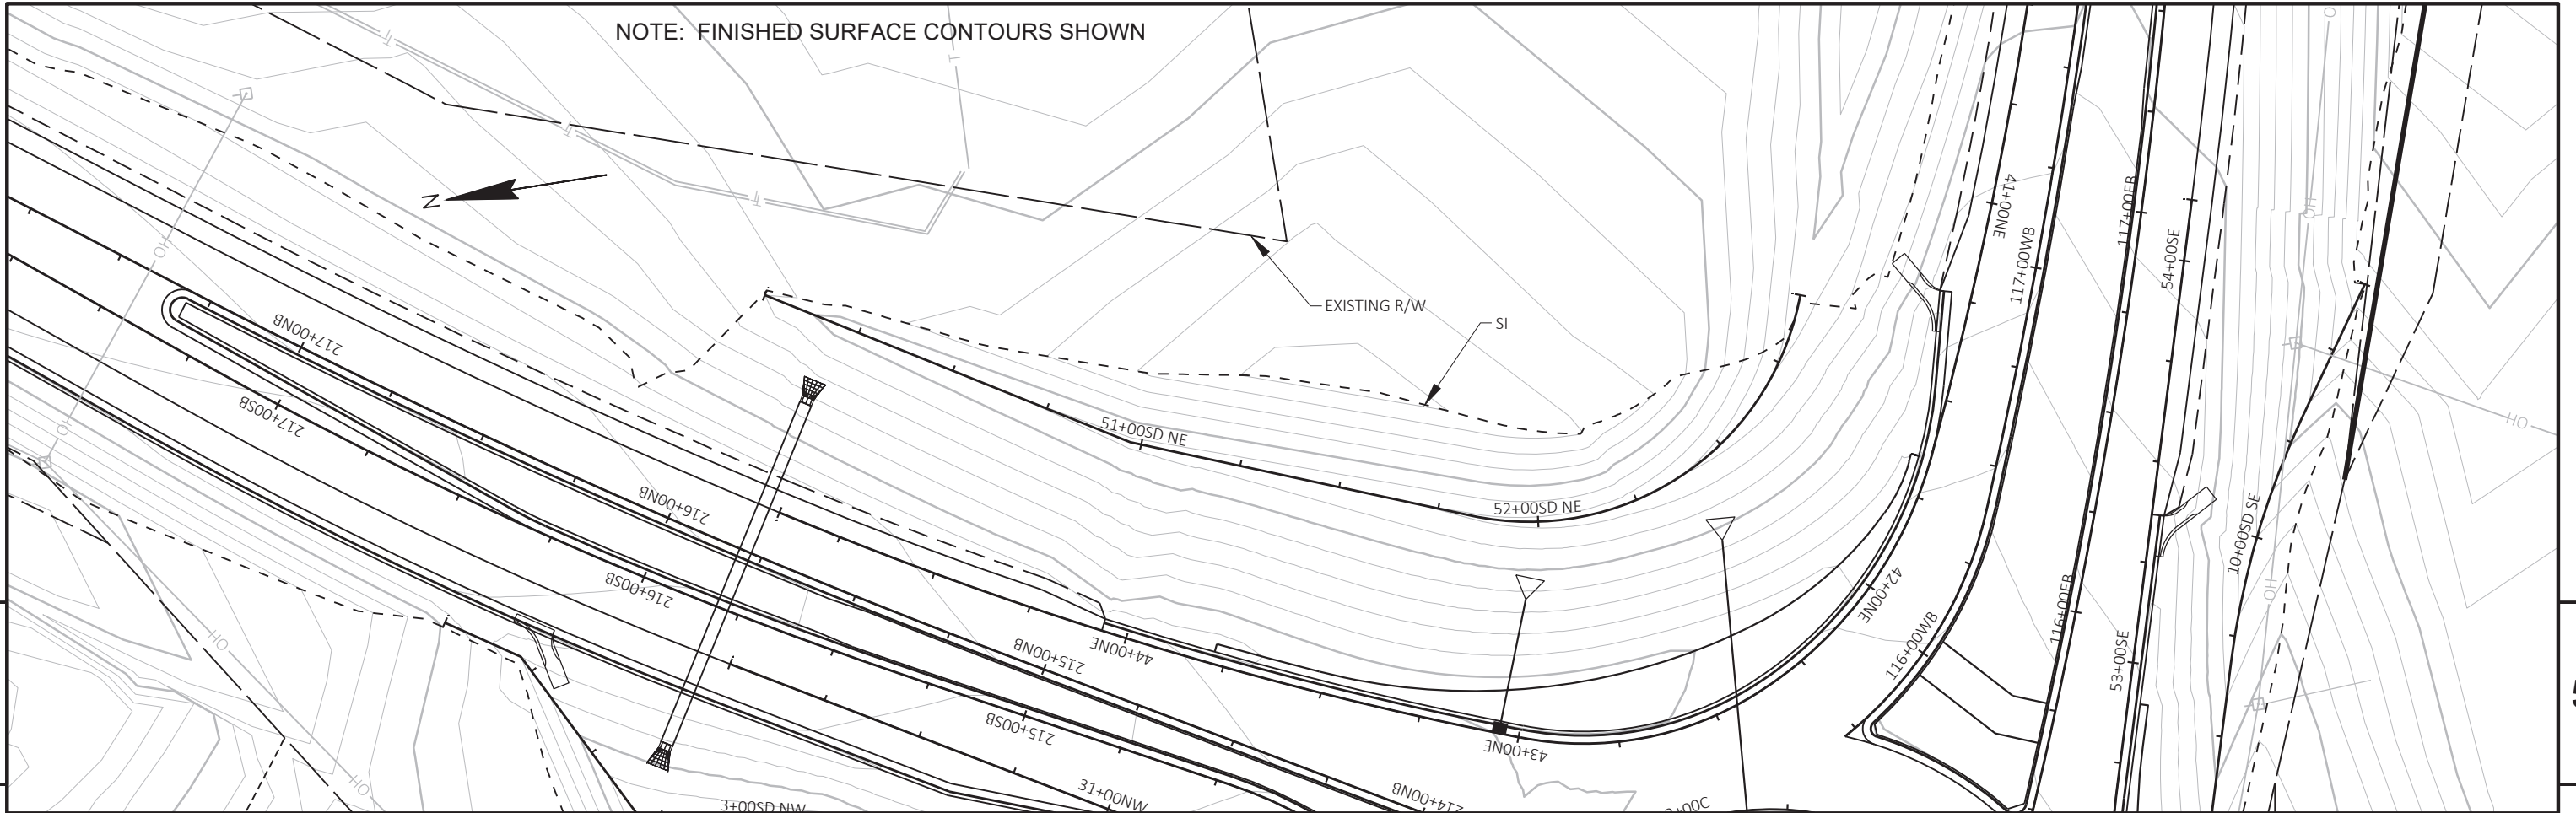 NOTE: FINISHED SURFACE CONTOURS SHOWN
N
EXISTING R/W
SI
217+00NB
217+00SB
216+00NB
216+00SB
215+00NB
215+00SB
214+00NB
51+00SD NE
52+00SD NE
44+00NE
43+00NE
42+00NE
41+00NE
117+00WB
116+00WB
117+00EB
116+00EB
54+00SE
53+00SE
10+00SD SE
31+00NW
3+00SD NW
OH
OH
OH
OH
T
T
T
T